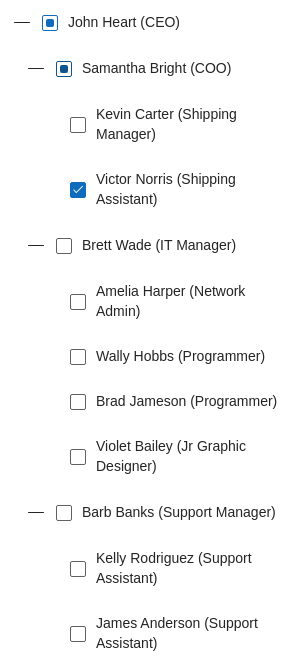 John Heart (CEO)
Samantha Bright (COO)
Kevin Carter (Shipping
Manager)
Victor Norris (Shipping
Assistant)
Brett Wade (IT Manager)
Amelia Harper (Network
Admin)
Wally Hobbs (Programmer)
Brad Jameson (Programmer)
Violet Bailey (Jr Graphic
Designer)
Barb Banks (Support Manager)
Kelly Rodriguez (Support
Assistant)
James Anderson (Support
Assistant)